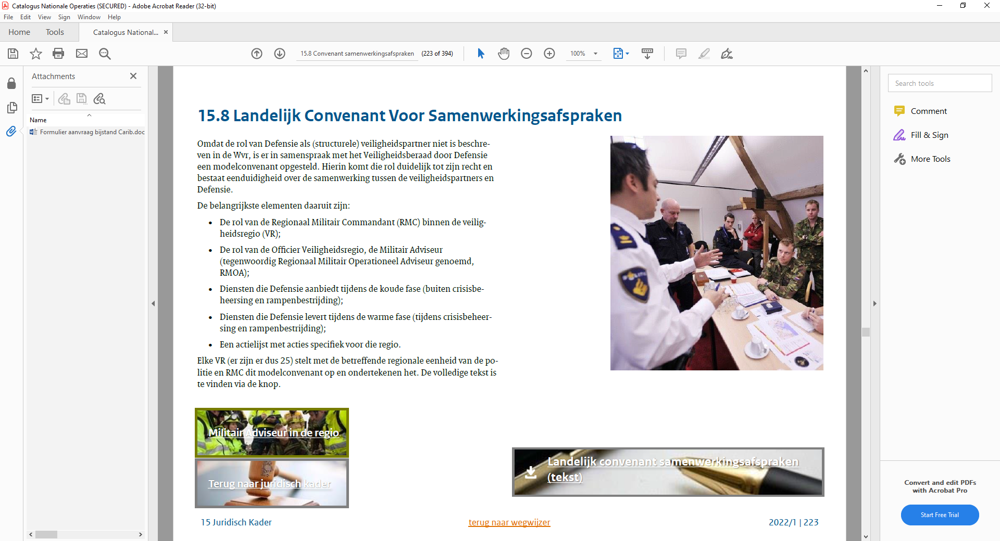 Catalogus Nationale Operaties (SECURED) - Adobe Acrobat Reader (32-bit)
File Edit View Sign Window Help
Home Tools Catalogus National...
15.8 Convenant samenwerkingsafspraken (223 of 394) 100%
Attachments
Name
Formulier aanvraag bijstand Carib.doc
15.8 Landelijk Convenant Voor Samenwerkingsafspraken
Omdat de rol van Defensie als (structurele) veiligheidspartner niet is beschre-
ven in de Wvr, is er in samenspraak met het Veiligheidsberaad door Defensie
een modelconvenant opgesteld. Hierin komt die rol duidelijk tot zijn recht en
bestaat eenduidigheid over de samenwerking tussen de veiligheidspartners en
Defensie.
De belangrijkste elementen daaruit zijn:
• De rol van de Regionaal Militair Commandant (RMC) binnen de veilig-
heidsregio (VR);
• De rol van de Officier Veiligheidsregio, de Militair Adviseur
(tegenwoordig Regionaal Militair Operationeel Adviseur genoemd,
RMOA);
• Diensten die Defensie aanbiedt tijdens de koude fase (buiten crisisbe-
heersing en rampenbestrijding);
• Diensten die Defensie levert tijdens de warme fase (tijdens crisisbeheer-
sing en rampenbestrijding);
• Een actielijst met acties specifiek voor die regio.
Elke VR (er zijn er dus 25) stelt met de betreffende regionale eenheid van de po-
litie en RMC dit modelconvenant op en ondertekenen het. De volledige tekst is
te vinden via de knop.
Militair Adviseur in de regio
Terug naar juridisch kader
Landelijk convenant samenwerkingsafspraken
(tekst)
15 Juridisch Kader
terug naar wegwijzer
2022/1 | 223
Search tools
Comment
Fill & Sign
More Tools
Convert and edit PDFs
with Acrobat Pro
Start Free Trial